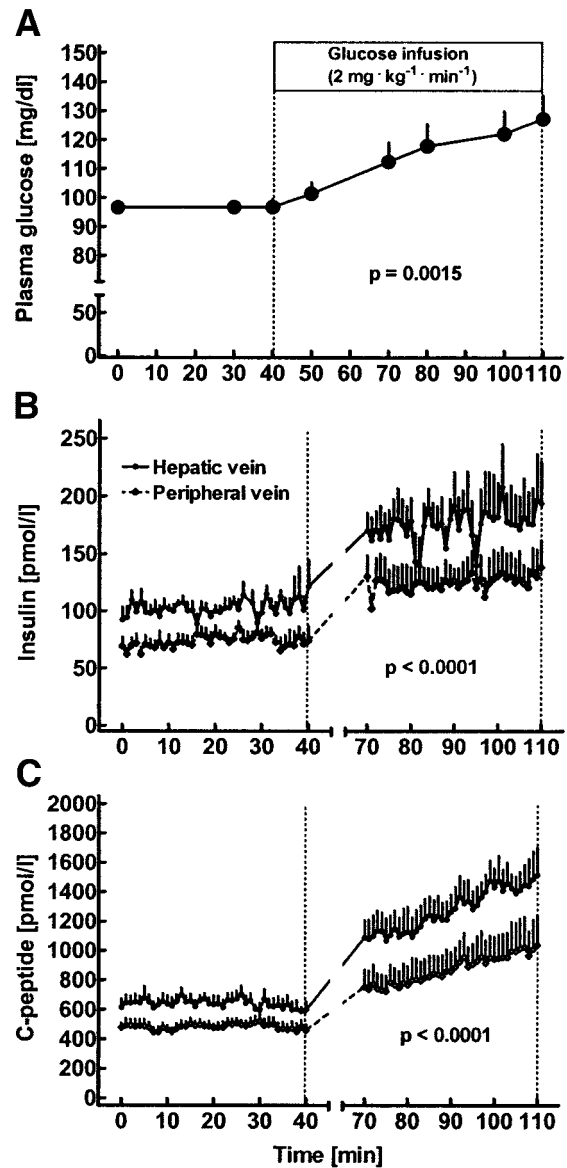 A
Plasma glucose [mg/dl]
150
140
130
120
110
100
90
80
50
0
Glucose infusion
(2 mg · kg⁻¹ · min⁻¹)
p = 0.0015
0 10 20 30 40 50 60 70 80 90 100 110
B
Insulin [pmol/l]
250
200
150
100
50
0
Hepatic vein
Peripheral vein
p < 0.0001
0 10 20 30 40 70 80 90 100 110
C
C-peptide [pmol/l]
2000
1800
1600
1400
1200
1000
800
600
400
200
0
p < 0.0001
0 10 20 30 40 70 80 90 100 110
Time [min]